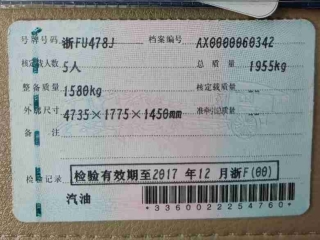 号牌号码 浙FU478J 档案编号 AX0000060342
核定载人数 5人 总质量 1955kg
整备质量 1580kg 核定载质量
外廓尺寸 4735×1775×1450mm 准牵引总质量
备注
检验记录 检验有效期至2017年12月浙F(00)
汽油
*3360022254760*